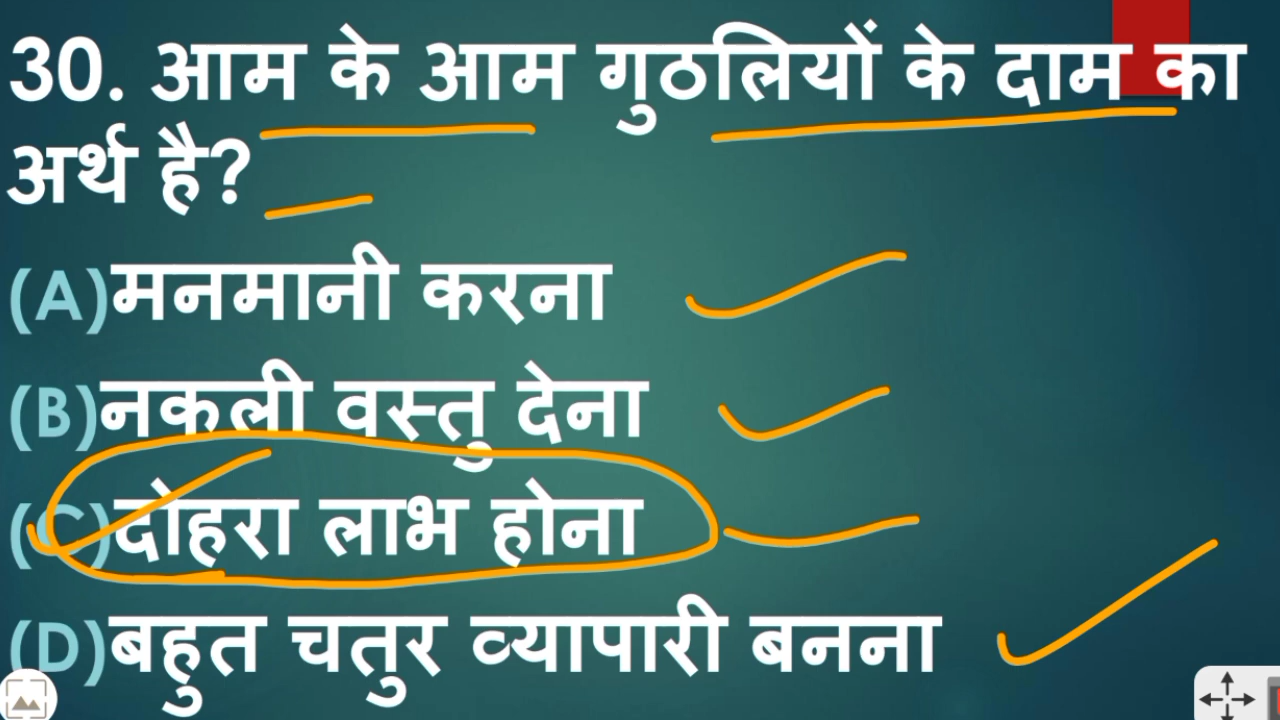 30. आम के आम गुठलियों के दाम का
अर्थ है?
(A)मनमानी करना
(B)नकली वस्तु देना
(C)दोहरा लाभ होना
(D)बहुत चतुर व्यापारी बनना